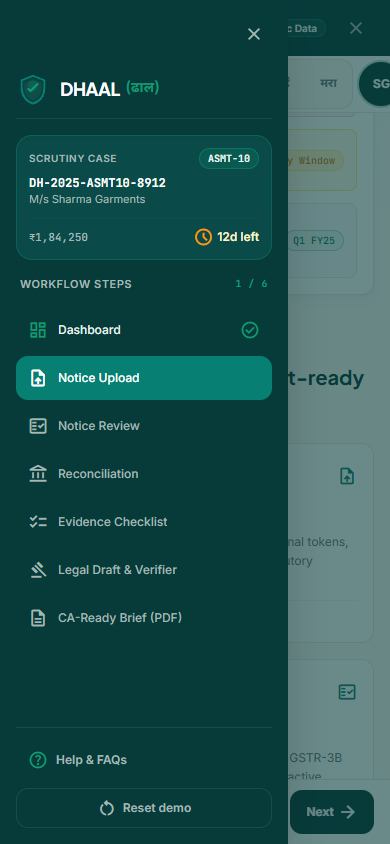 c Data
DHAAL (ढाल)
मरा
SG
SCRUTINY CASE
ASMT-10
DH-2025-ASMT10-8912
M/s Sharma Garments
₹1,84,250
12d left
y Window
Q1 FY25
WORKFLOW STEPS
1 / 6
Dashboard
Notice Upload
t-ready
Notice Review
Reconciliation
Evidence Checklist
nal tokens,
utory
Legal Draft & Verifier
CA-Ready Brief (PDF)
Help & FAQs
GSTR-3B
active
Reset demo
Next